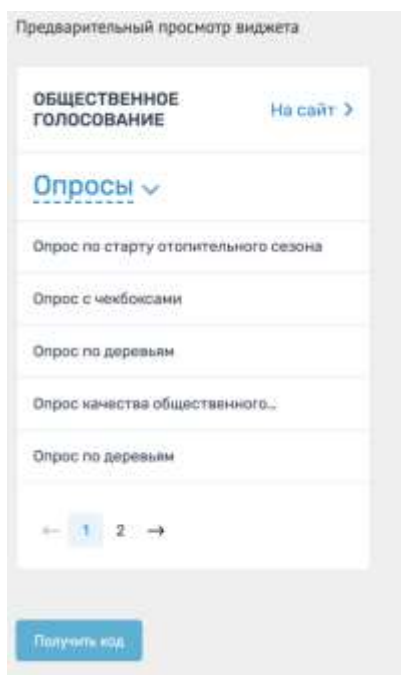 Предварительный просмотр виджета
ОБЩЕСТВЕННОЕ
ГОЛОСОВАНИЕ
На сайт >
Опросы
Опрос по старту отопительного сезона
Опрос с чекбоксами
Опрос по деревьям
Опрос качества общественного...
Опрос по деревьям
← 1 2 →
Получить код